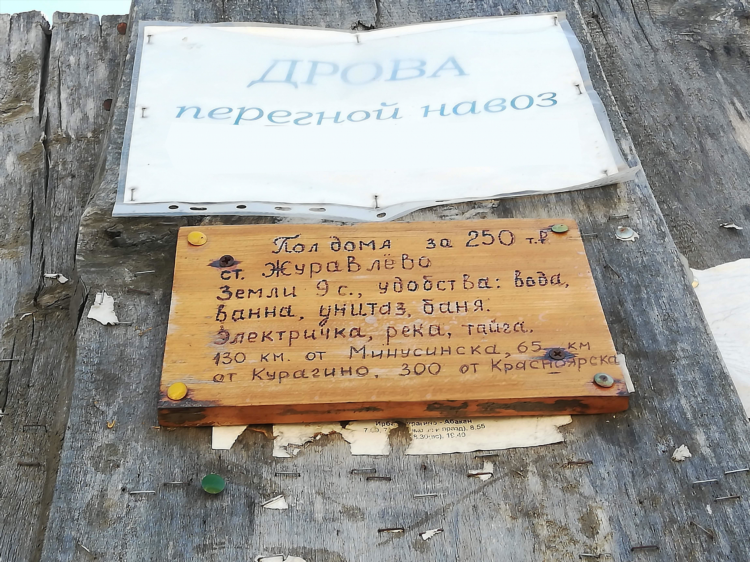 ДРОВА
перегной навоз
Пол дома за 250 т.₽
ст. Журавлёво
Земли 9 с., удобства: вода,
ванна, унитаз, баня.
Электричка, река, тайга.
130 км. от Минусинска, 65 км
от Курагино, 300 от Красноярска
- Абакан